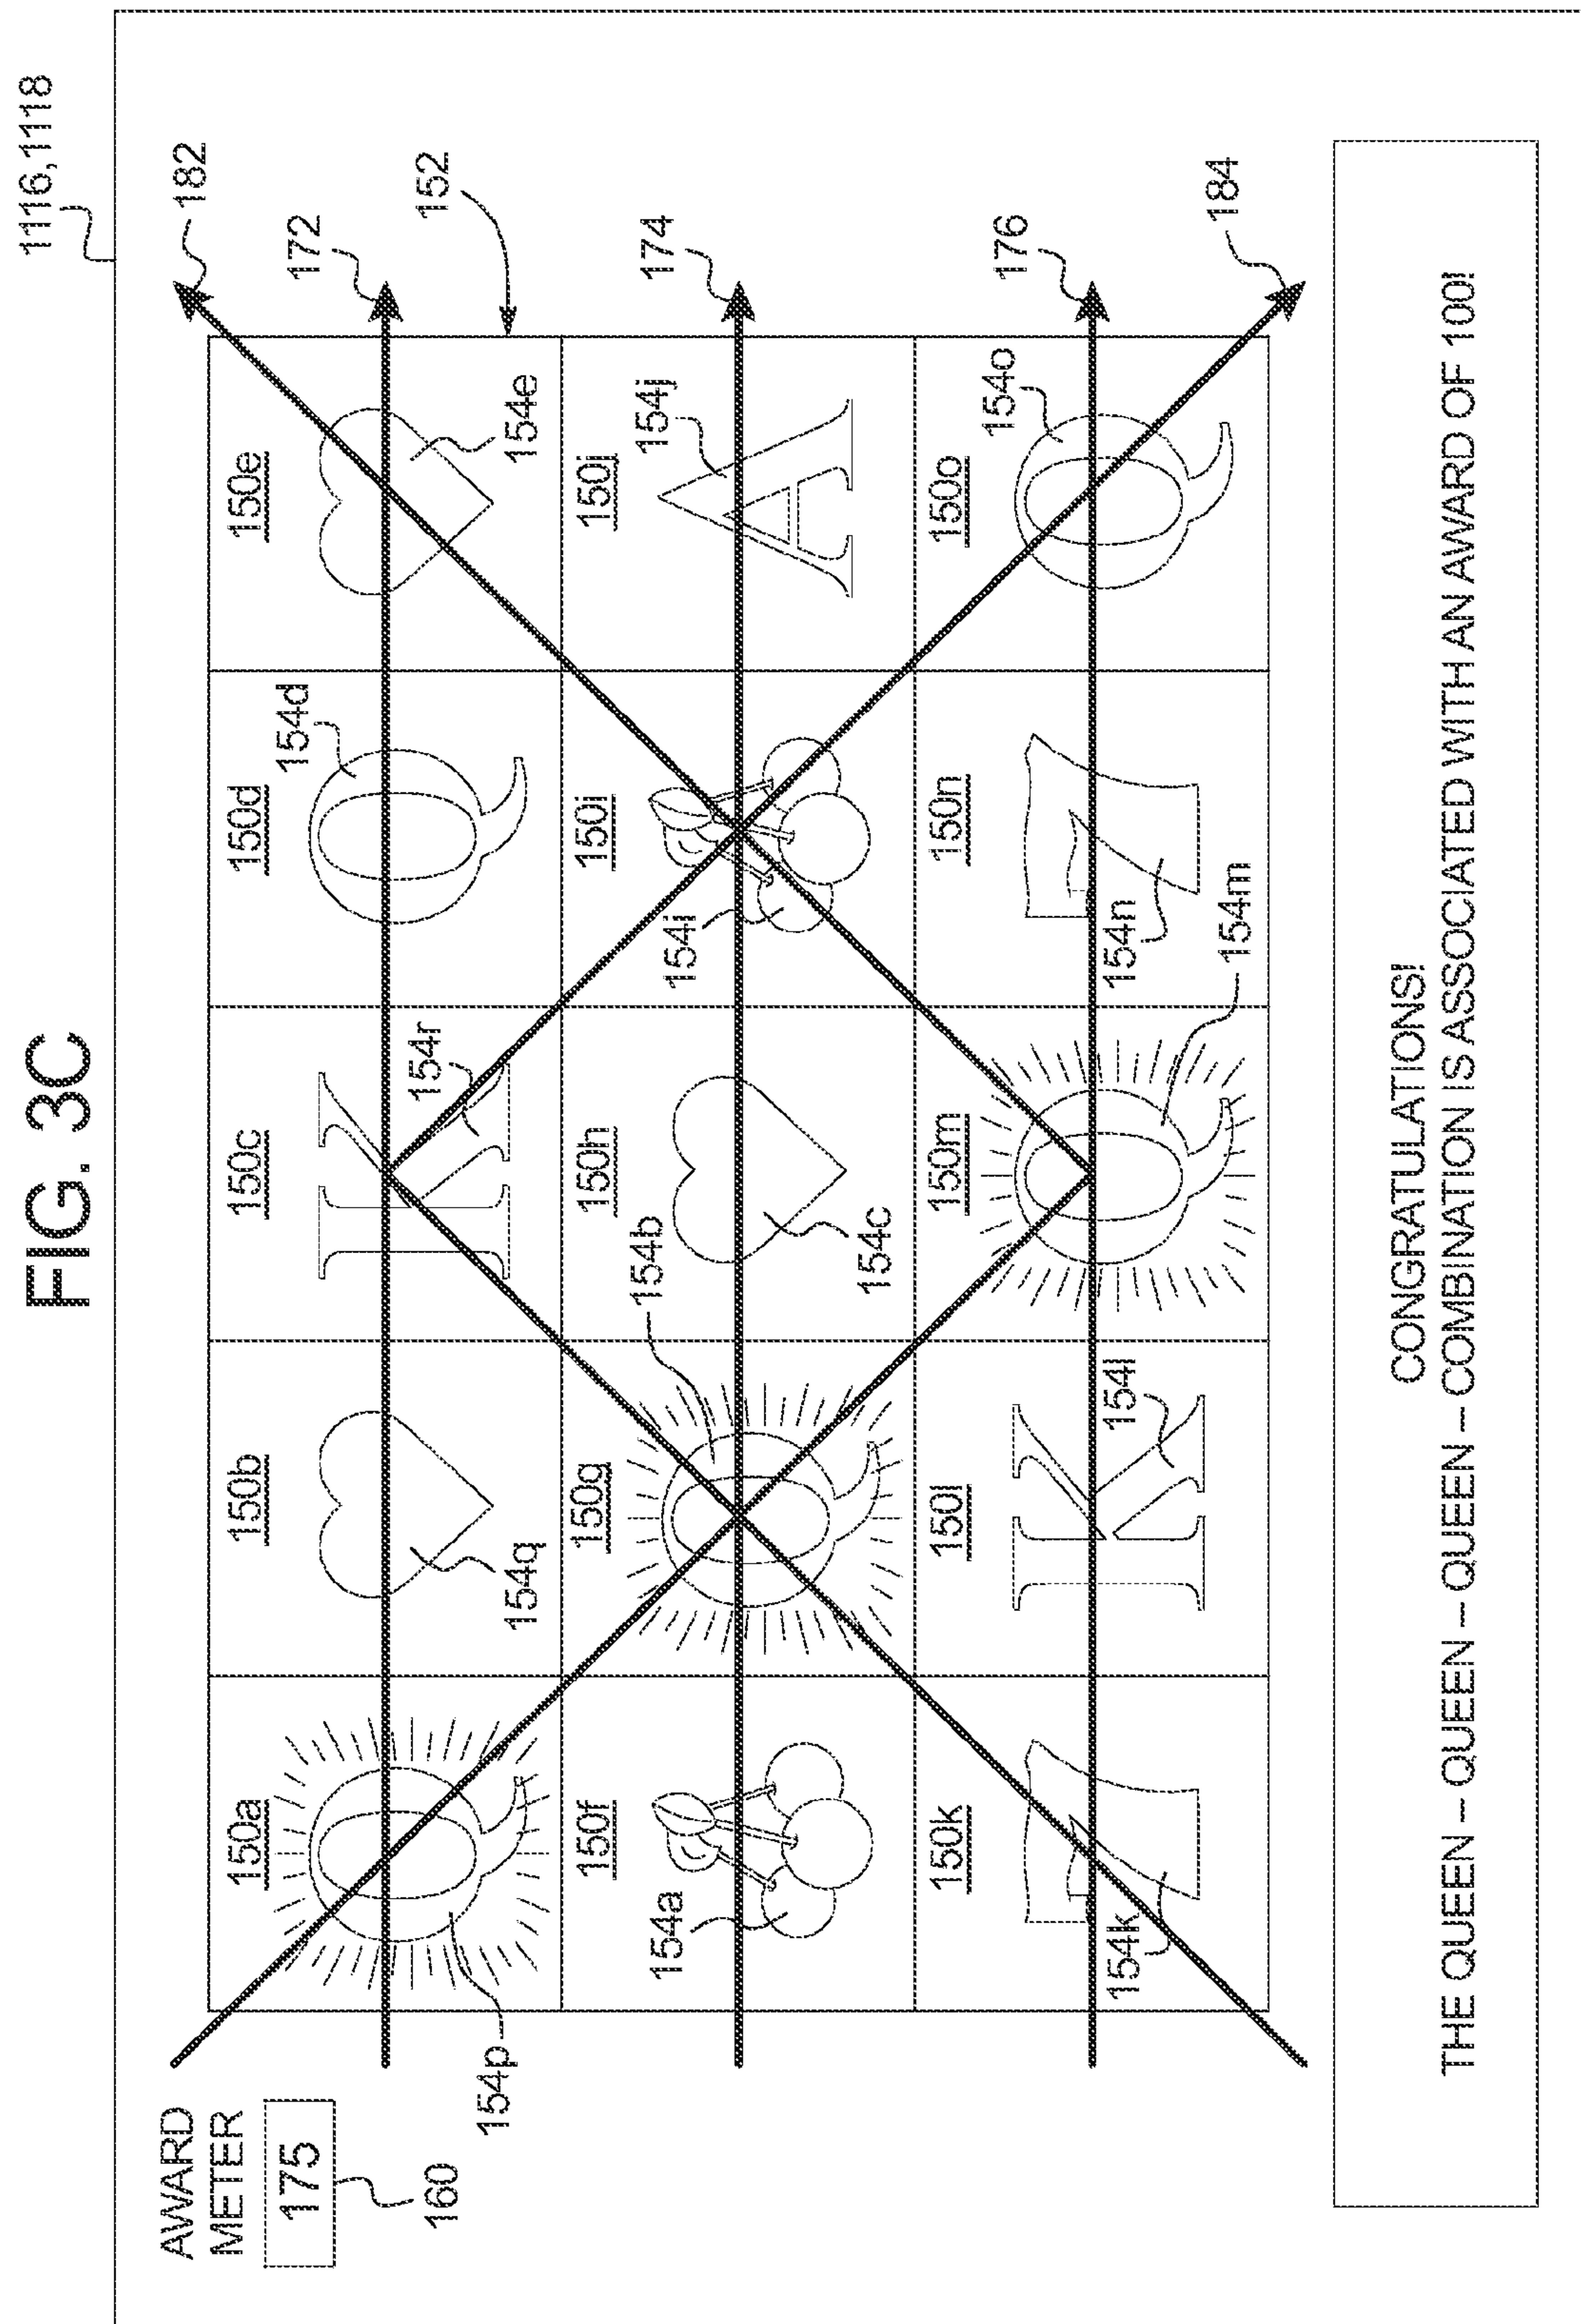 FIG. 3C
1116,1118
AWARD
METER
175
160
182
172
152
174
176
184
150a
154p
150b
154q
150c
154r
150d
154d
150e
154e
150f
154a
150g
154b
150h
154c
150i
154i
150j
154j
150k
154k
150l
154l
150m
154m
150n
154n
150o
154o
Q
K
Q
Q
A
7
K
Q
7
Q
CONGRATULATIONS!
THE QUEEN – QUEEN – QUEEN – COMBINATION IS ASSOCIATED WITH AN AWARD OF 100!